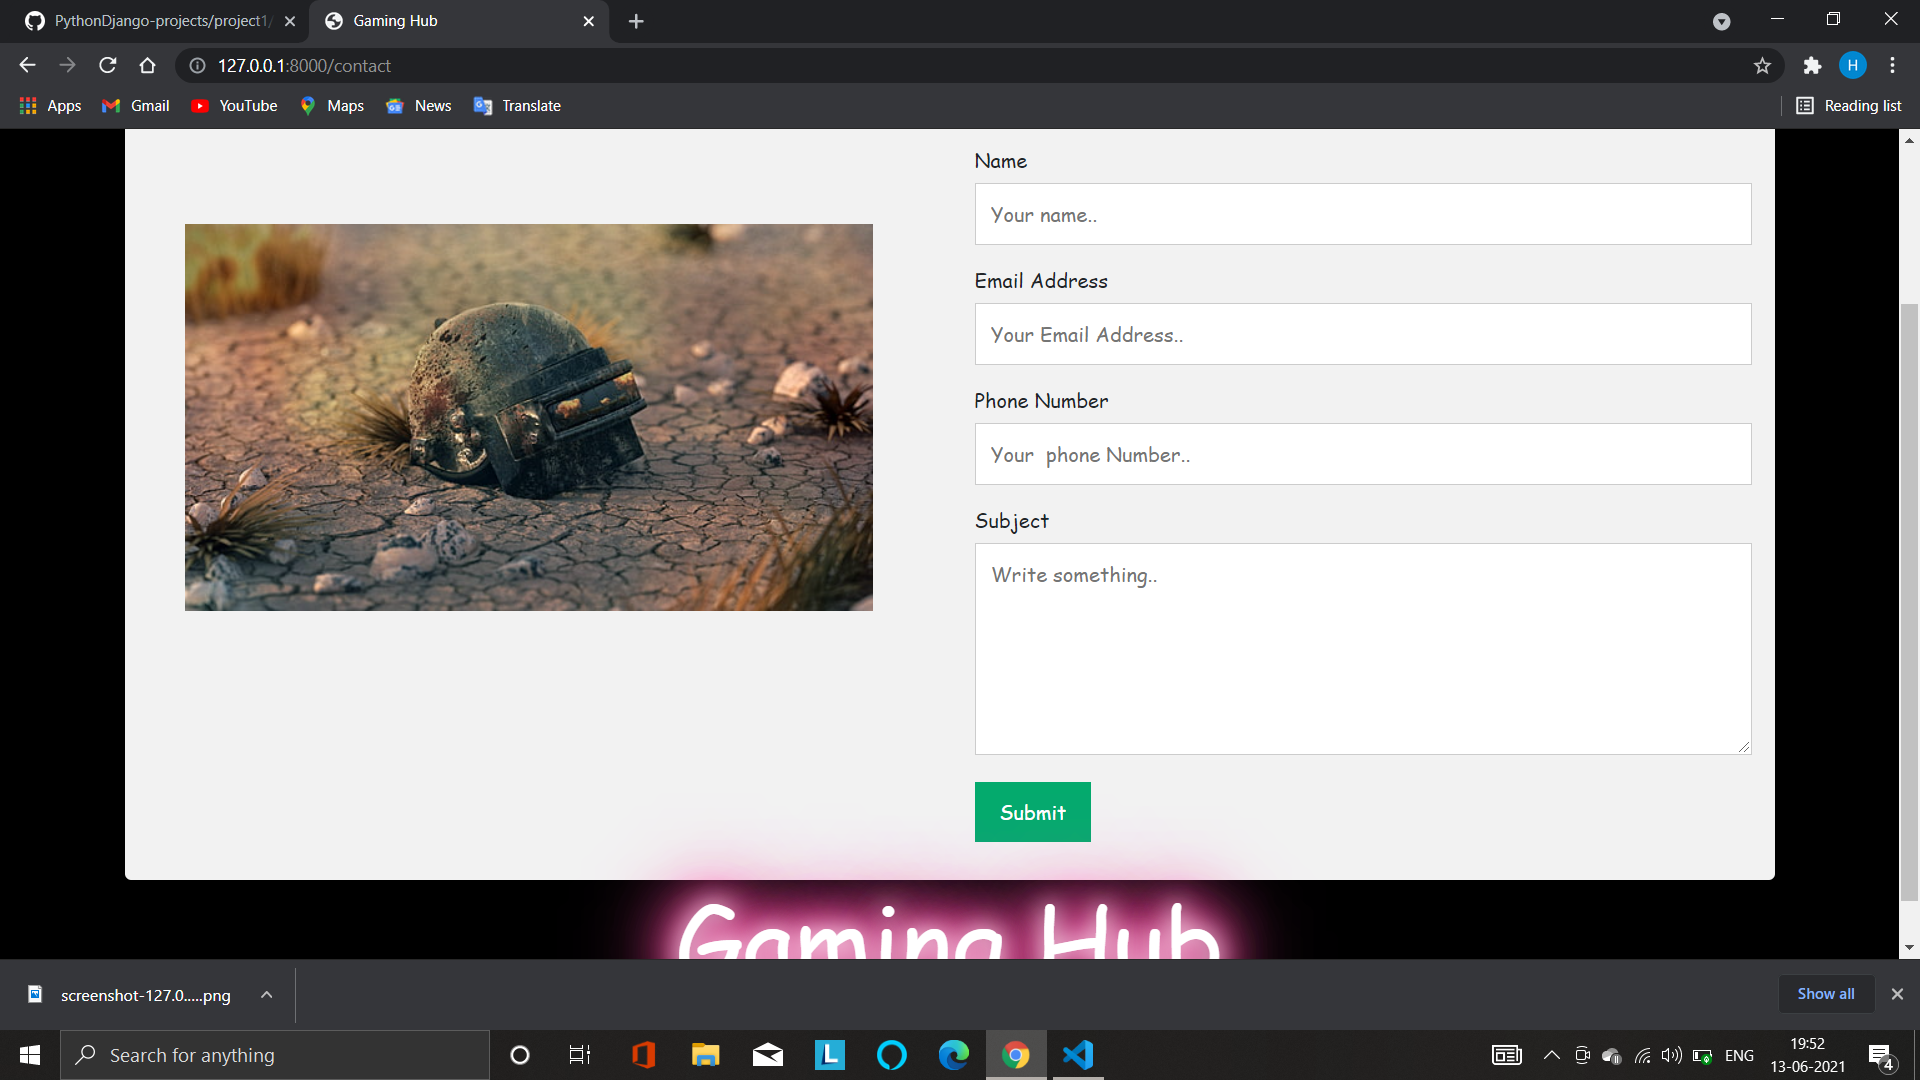 PythonDjango-projects/project1/
Gaming Hub
127.0.0.1:8000/contact
H
Apps
Gmail
YouTube
Maps
News
Translate
Reading list
Name
Your name..
Email Address
Your Email Address..
Phone Number
Your  phone Number..
Subject
Write something..
Submit
Gaming Hub
screenshot-127.0.....png
Show all
Search for anything
L
ENG
19:52
13-06-2021
4